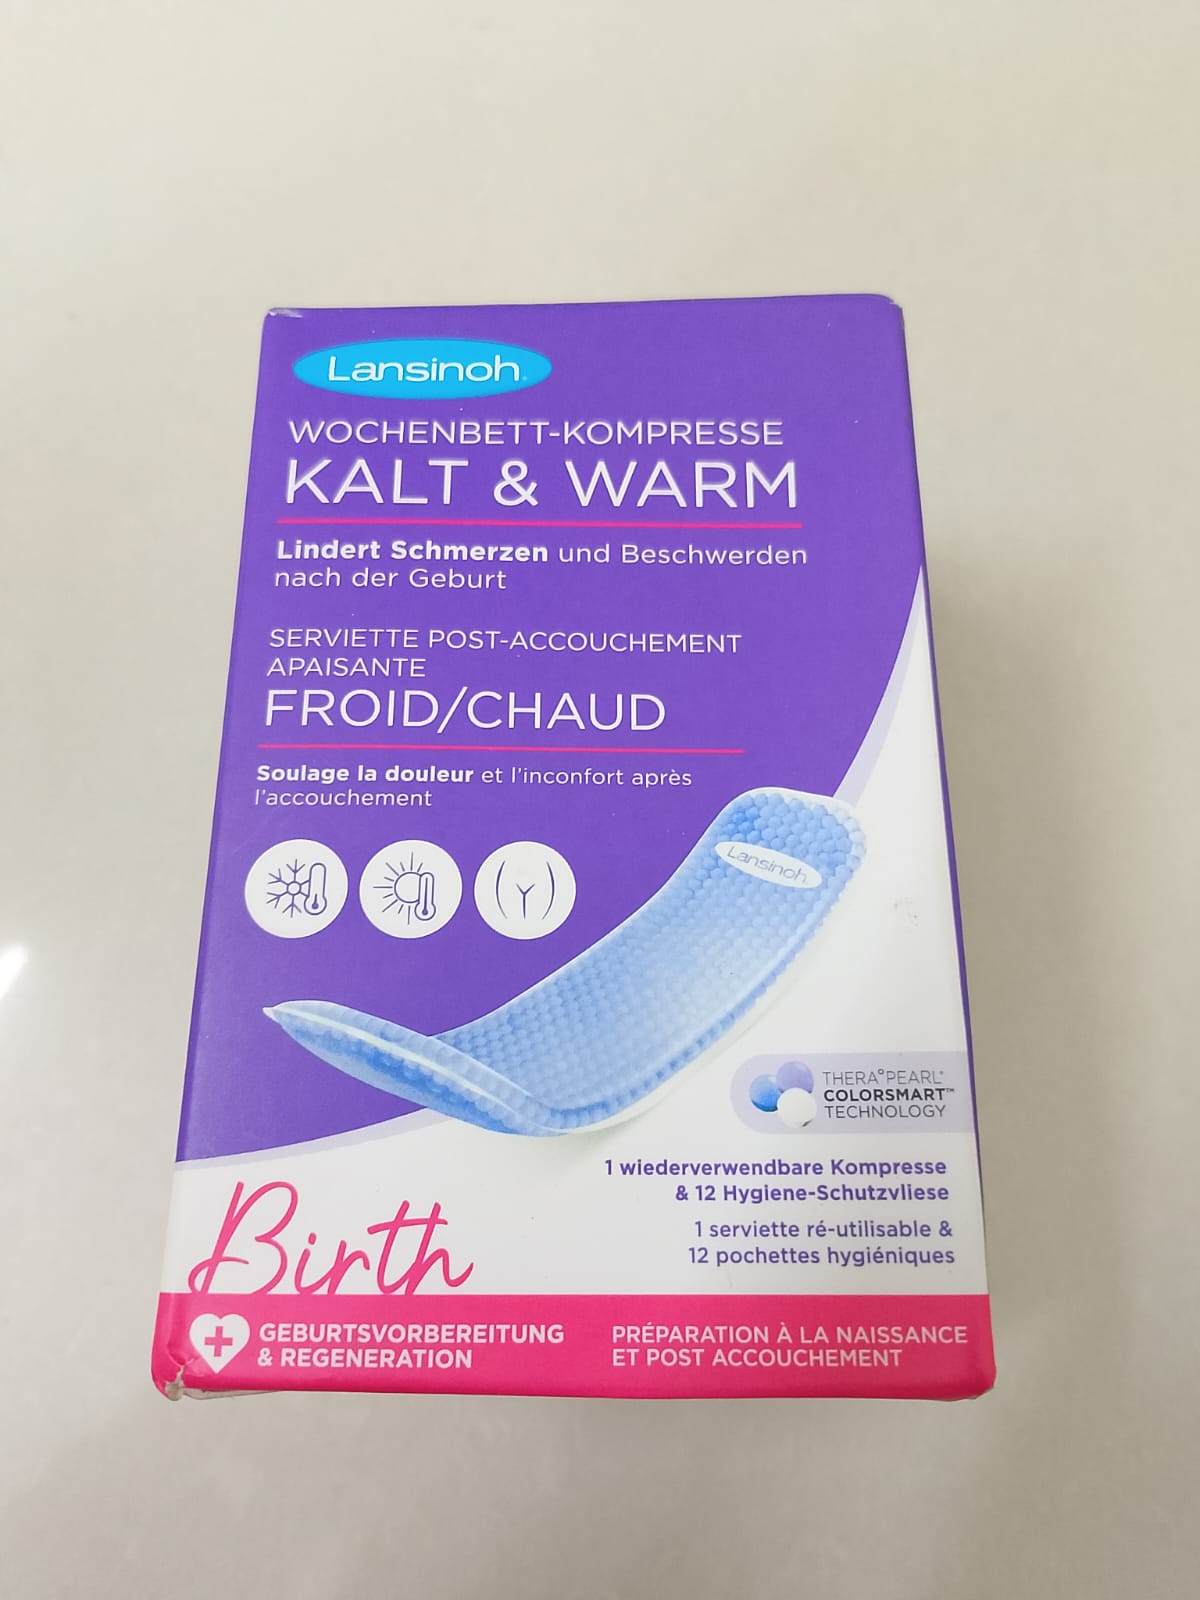 Lansinoh®
WOCHENBETT-KOMPRESSE
KALT & WARM
Lindert Schmerzen und Beschwerden
nach der Geburt
SERVIETTE POST-ACCOUCHEMENT
APAISANTE
FROID/CHAUD
Soulage la douleur et l'inconfort après
l'accouchement
Lansinoh
THERA°PEARL®
COLORSMART™
TECHNOLOGY
1 wiederverwendbare Kompresse
& 12 Hygiene-Schutzvliese
1 serviette ré-utilisable &
12 pochettes hygiéniques
Birth
GEBURTSVORBEREITUNG
& REGENERATION
PRÉPARATION À LA NAISSANCE
ET POST ACCOUCHEMENT